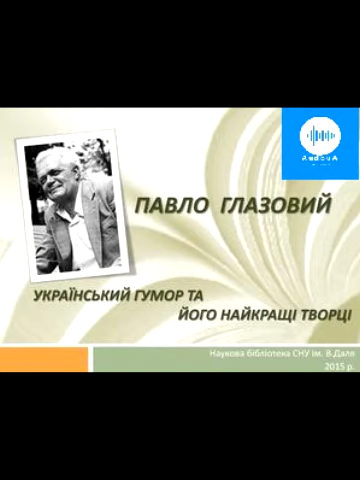 ПАВЛО ГЛАЗОВИЙ
УКРАЇНСЬКИЙ ГУМОР ТА
ЙОГО НАЙКРАЩІ ТВОРЦІ
Наукова бібліотека СНУ ім. В.Даля
2015 р.